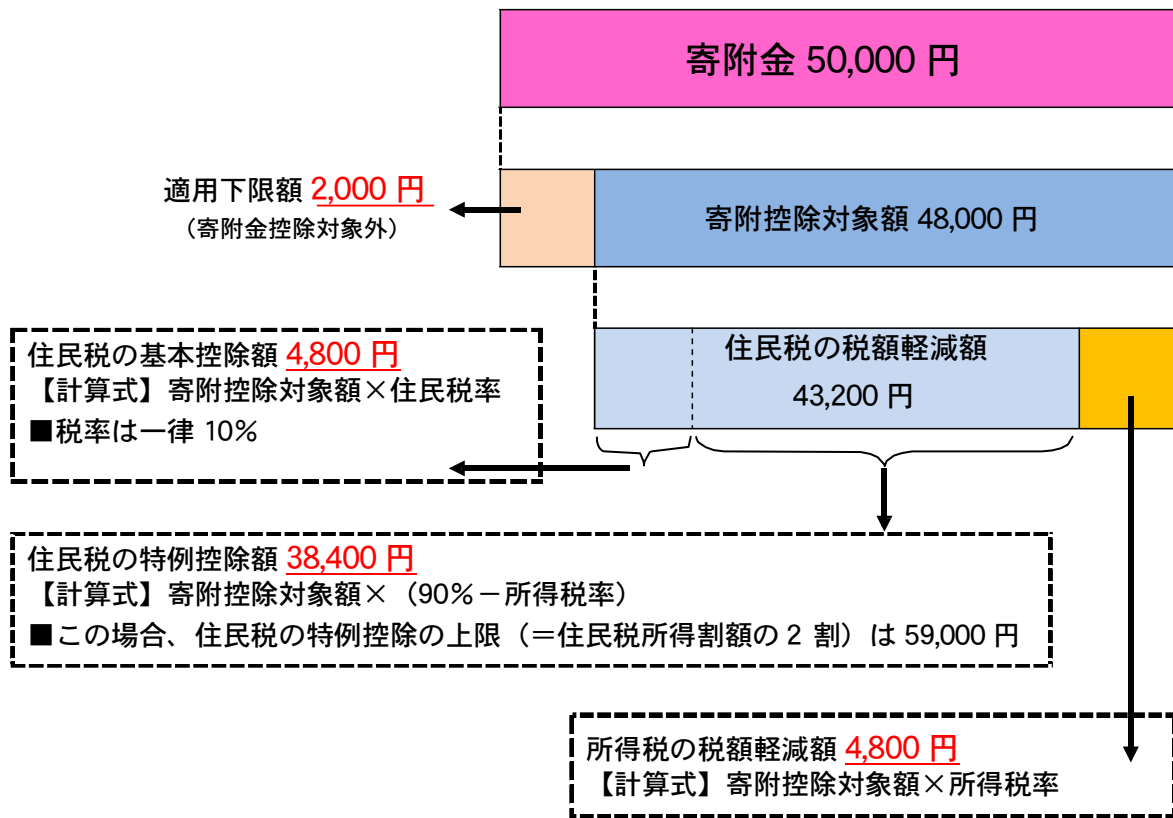 寄附金 50,000 円
適用下限額 2,000 円
（寄附金控除対象外）
寄附控除対象額 48,000 円
住民税の税額軽減額
43,200 円
住民税の基本控除額 4,800 円
【計算式】寄附控除対象額×住民税率
■税率は一律 10%
住民税の特例控除額 38,400 円
【計算式】寄附控除対象額×（90%－所得税率）
■この場合、住民税の特例控除の上限（＝住民税所得割額の 2 割）は 59,000 円
所得税の税額軽減額 4,800 円
【計算式】寄附控除対象額×所得税率